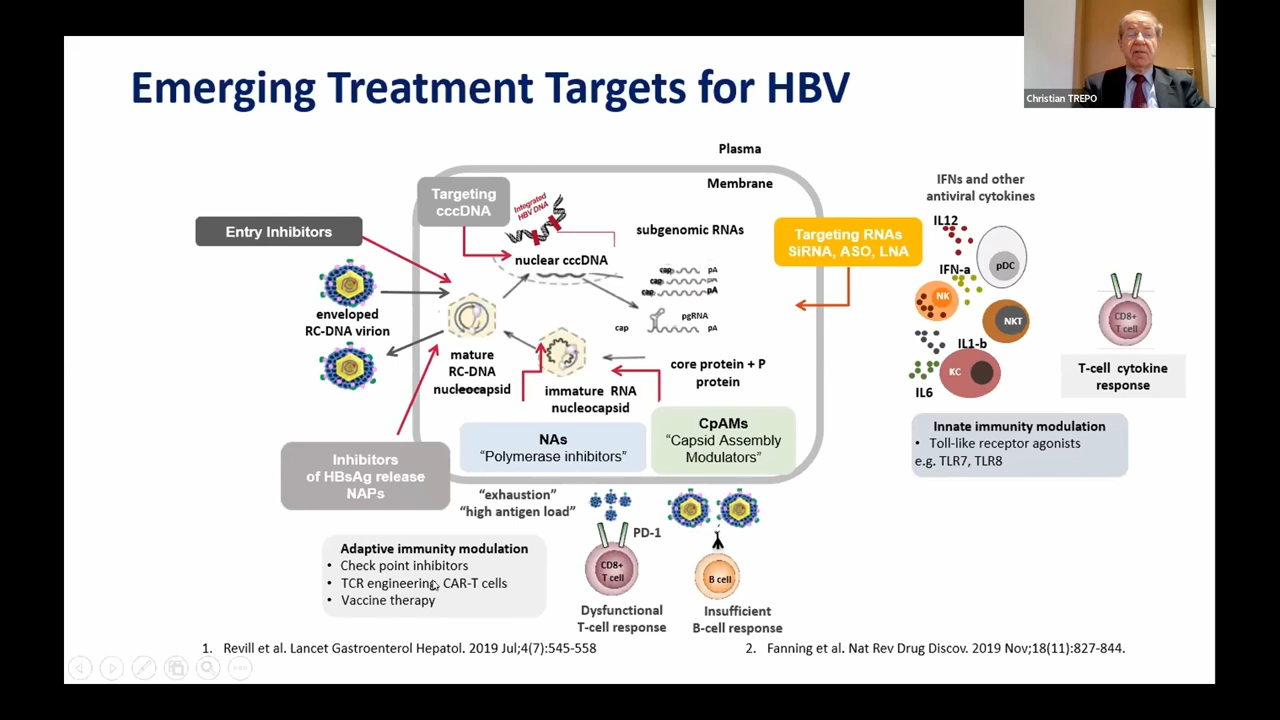 Emerging Treatment Targets for HBV
Christian TREPO
Plasma
Membrane
Targeting
cccDNA
Integrated
HBV DNA
subgenomic RNAs
Entry Inhibitors
nuclear cccDNA
Targeting RNAs
SiRNA, ASO, LNA
IFNs and other
antiviral cytokines
IL12
pDC
IFN-a
NK
NKT
IL1-b
KC
IL6
CD8+
T cell
T-cell cytokine
response
cap pA
cap pA
cap pA
pgRNA
cap pA
enveloped
RC-DNA virion
mature
RC-DNA
nucleocapsid
immature RNA
nucleocapsid
core protein + P
protein
NAs
“Polymerase inhibitors”
CpAMs
“Capsid Assembly
Modulators”
Innate immunity modulation
• Toll-like receptor agonists
e.g. TLR7, TLR8
Inhibitors
of HBsAg release
NAPs
“exhaustion”
“high antigen load”
PD-1
CD8+
T cell
B cell
Dysfunctional
T-cell response
Insufficient
B-cell response
Adaptive immunity modulation
• Check point inhibitors
• TCR engineering, CAR-T cells
• Vaccine therapy
1. Revill et al. Lancet Gastroenterol Hepatol. 2019 Jul;4(7):545-558
2. Fanning et al. Nat Rev Drug Discov. 2019 Nov;18(11):827-844.